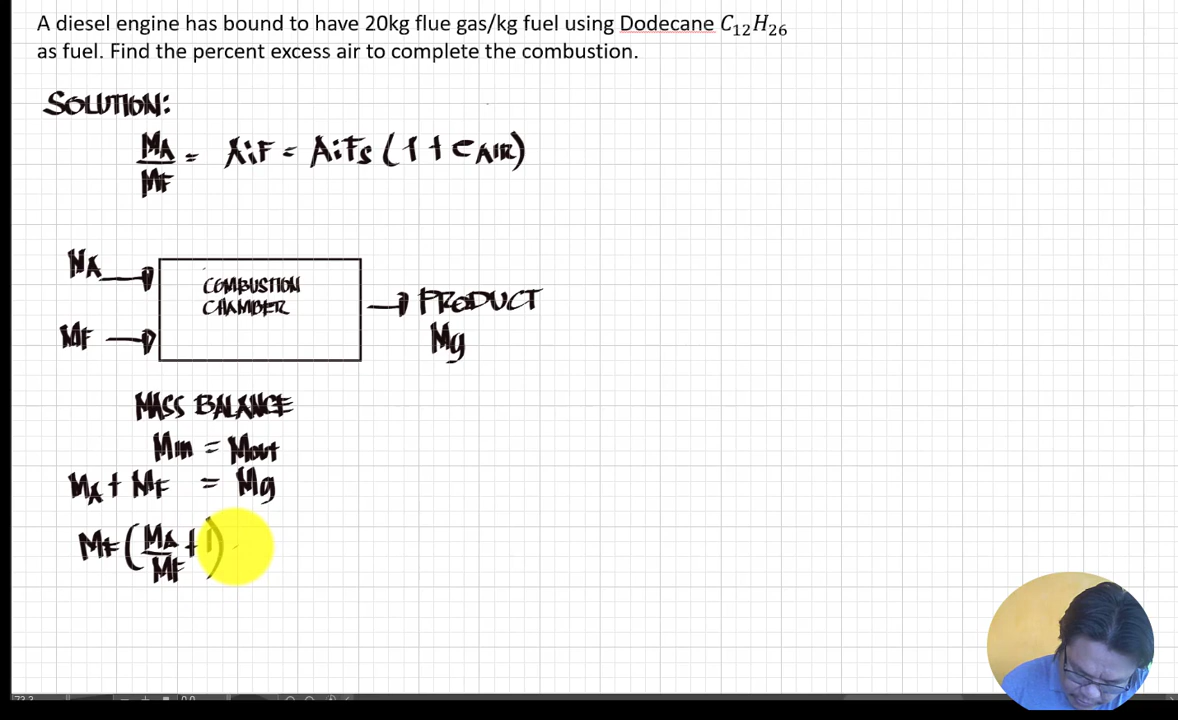 A diesel engine has bound to have 20kg flue gas/kg fuel using Dodecane C₁₂H₂₆
as fuel. Find the percent excess air to complete the combustion.
SOLUTION:
MA/MF = A:F = A:Fs (1 + e AIR)
MA
COMBUSTION
CHAMBER
PRODUCT
MF
Mg
MASS BALANCE
Min = Mout
MA + MF = Mg
MF (MA/MF + 1)